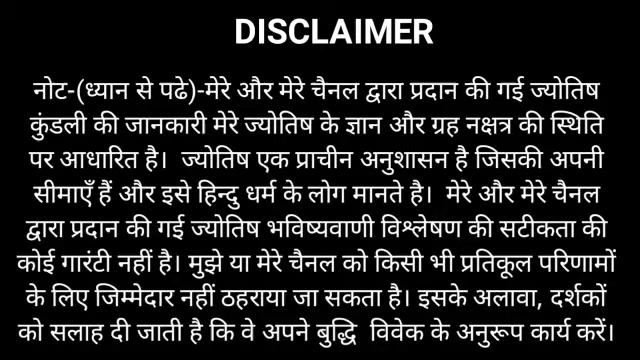 DISCLAIMER
नोट-(ध्यान से पढे)-मेरे और मेरे चैनल द्वारा प्रदान की गई ज्योतिष
कुंडली की जानकारी मेरे ज्योतिष के ज्ञान और ग्रह नक्षत्र की स्थिति
पर आधारित है।  ज्योतिष एक प्राचीन अनुशासन है जिसकी अपनी
सीमाएँ हैं और इसे हिन्दु धर्म के लोग मानते है।  मेरे और मेरे चैनल
द्वारा प्रदान की गई ज्योतिष भविष्यवाणी विश्लेषण की सटीकता की
कोई गारंटी नहीं है। मुझे या मेरे चैनल को किसी भी प्रतिकूल परिणामों
के लिए जिम्मेदार नहीं ठहराया जा सकता है। इसके अलावा, दर्शकों
को सलाह दी जाती है कि वे अपने बुद्धि  विवेक के अनुरूप कार्य करें।